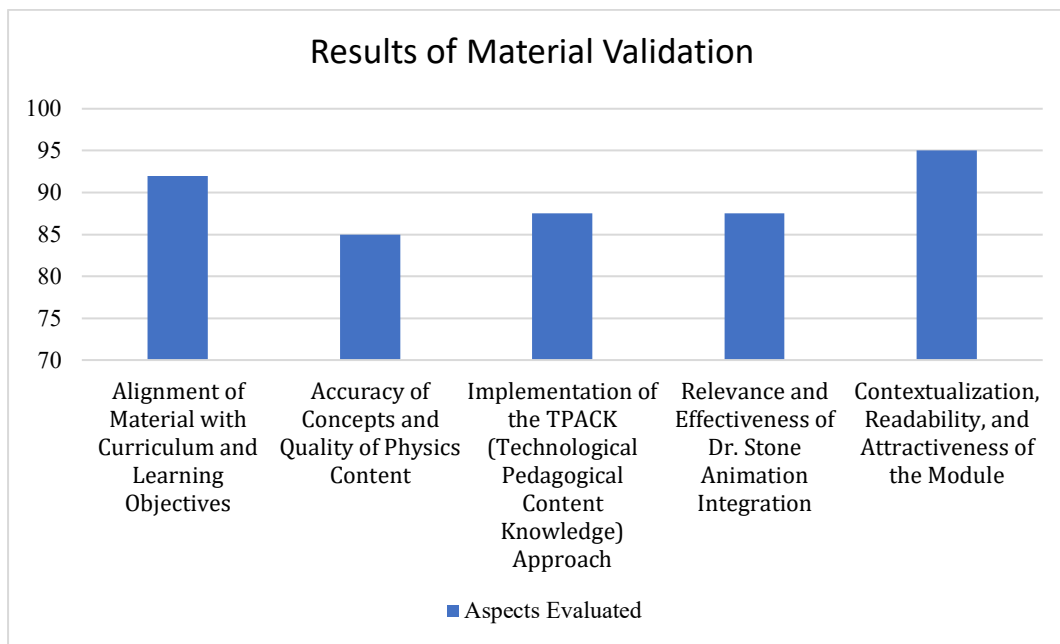 Results of Material Validation
100
95
90
85
80
75
70
Alignment of
Material with
Curriculum and
Learning
Objectives
Accuracy of
Concepts and
Quality of Physics
Content
Implementation of
the TPACK
(Technological
Pedagogical
Content
Knowledge)
Approach
Relevance and
Effectiveness of
Dr. Stone
Animation
Integration
Contextualization,
Readability, and
Attractiveness of
the Module
Aspects Evaluated